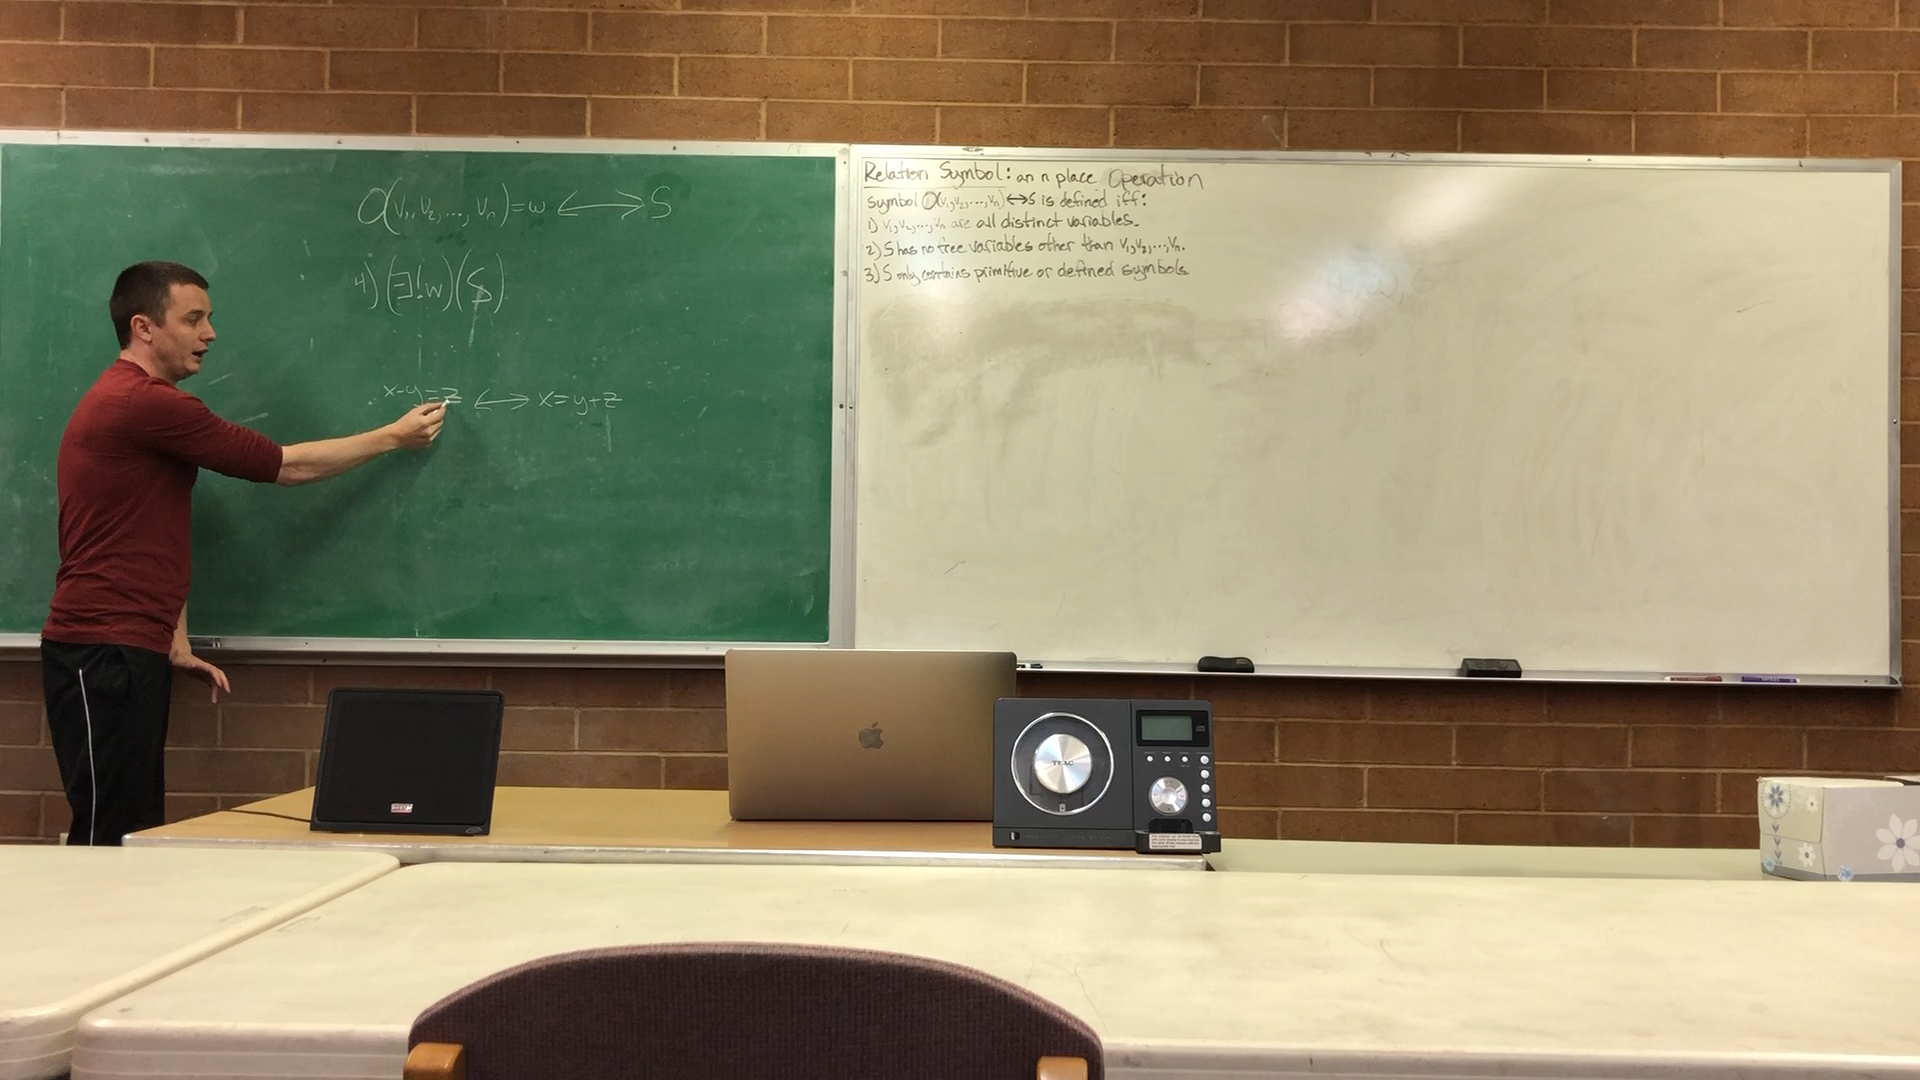 O(v₁, v₂, ..., vₙ) = w ⟷ S
4) (∃!w)(S)
x-y=z ⟷ x=y+z
Relation Symbol: an n place Operation
symbol O(v₁,v₂,...,vₙ)⟷S is defined iff:
1) v₁,v₂,...,vₙ are all distinct variables.
2) S has no free variables other than v₁,v₂,...,vₙ.
3) S only contains primitive or defined symbols
TEAC